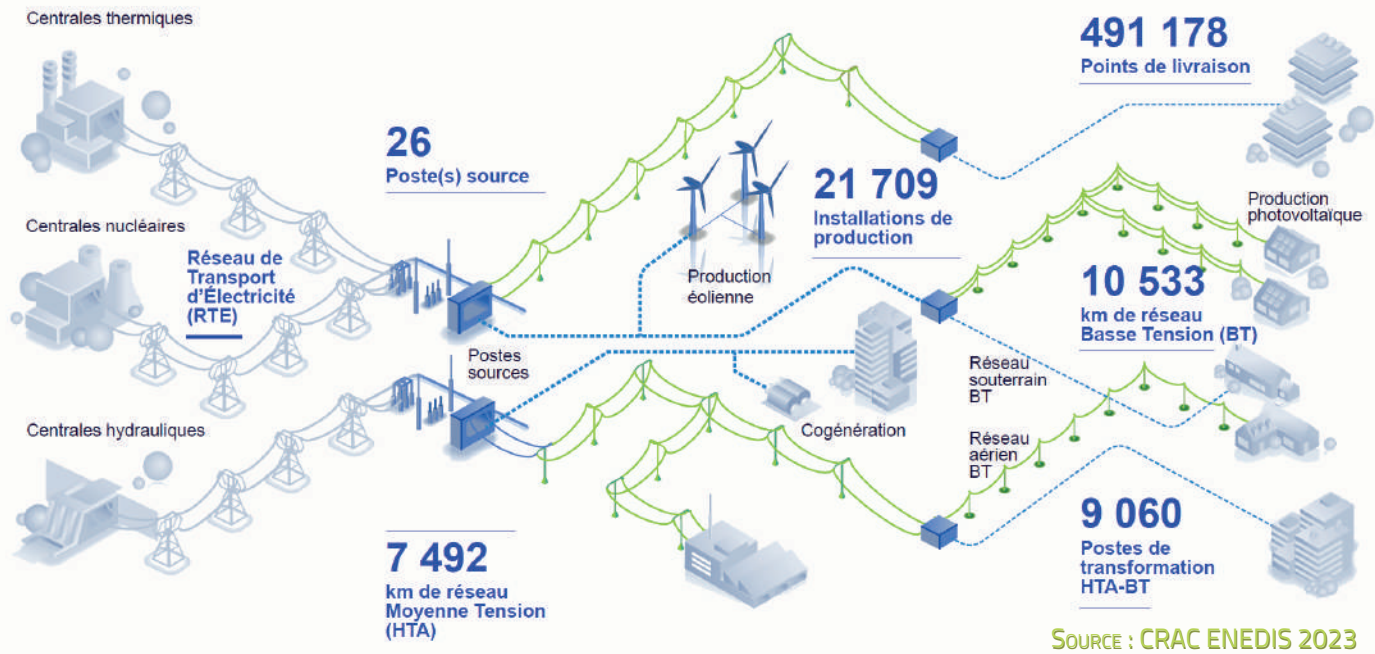 Centrales thermiques
491 178
Points de livraison
26
Poste(s) source
21 709
Installations de
production
Production
photovoltaïque
Centrales nucléaires
Réseau de
Transport
d'Électricité
(RTE)
Production
éolienne
10 533
km de réseau
Basse Tension (BT)
Postes
sources
Réseau
souterrain
BT
Centrales hydrauliques
Cogénération
Réseau
aérien
BT
7 492
km de réseau
Moyenne Tension
(HTA)
9 060
Postes de
transformation
HTA-BT
SOURCE : CRAC ENEDIS 2023